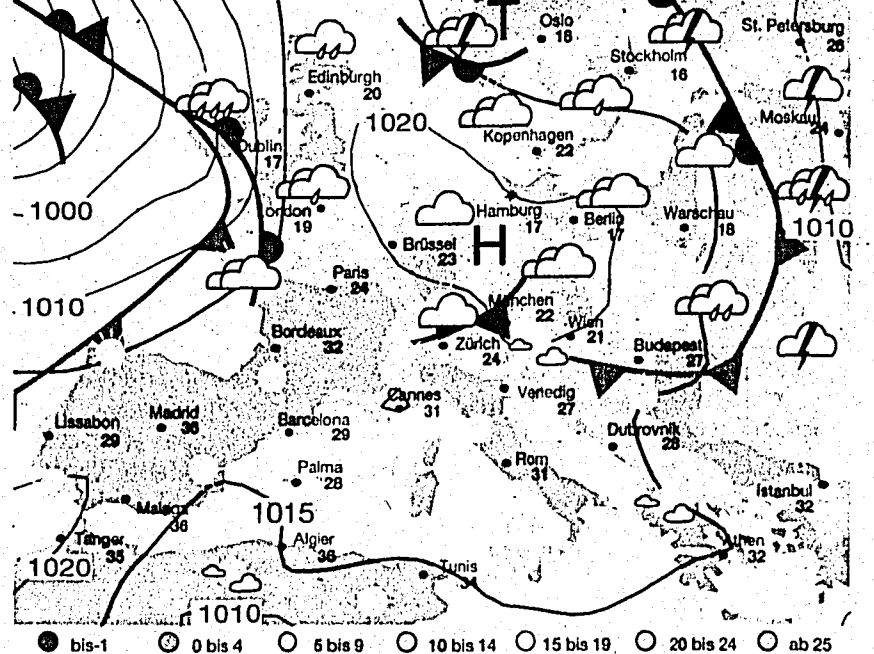 T
Oslo
18
St. Petersburg
26
Stockholm
16
Edinburgh
20
1020
Kopenhagen
22
Moskau
24
Dublin
17
1000
ondon
19
Hamburg
17
Berlin
17
Warschau
18
1010
Brüssel
23
H
Paris
24
1010
München
22
Bordeaux
32
Zürich
24
Wien
21
Budapest
27
Venedig
27
Cannes
31
Lissabon
29
Madrid
36
Barcelona
29
Dubrovnik
28
Palma
28
Rom
31
Istanbul
32
Malaga
36
1015
Tanger
35
Algier
36
then
32
1020
Tunis
1010
bis-1 0 bis 4 5 bis 9 10 bis 14 15 bis 19 20 bis 24 ab 25